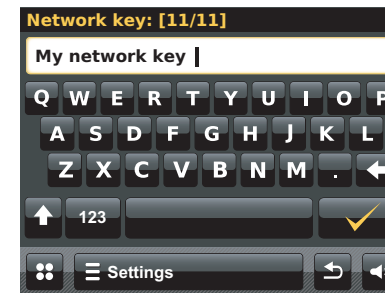 Network key: [11/11]
My network key
Q W E R T Y U I O P
A S D F G H J K L
Z X C V B N M .
123
Settings